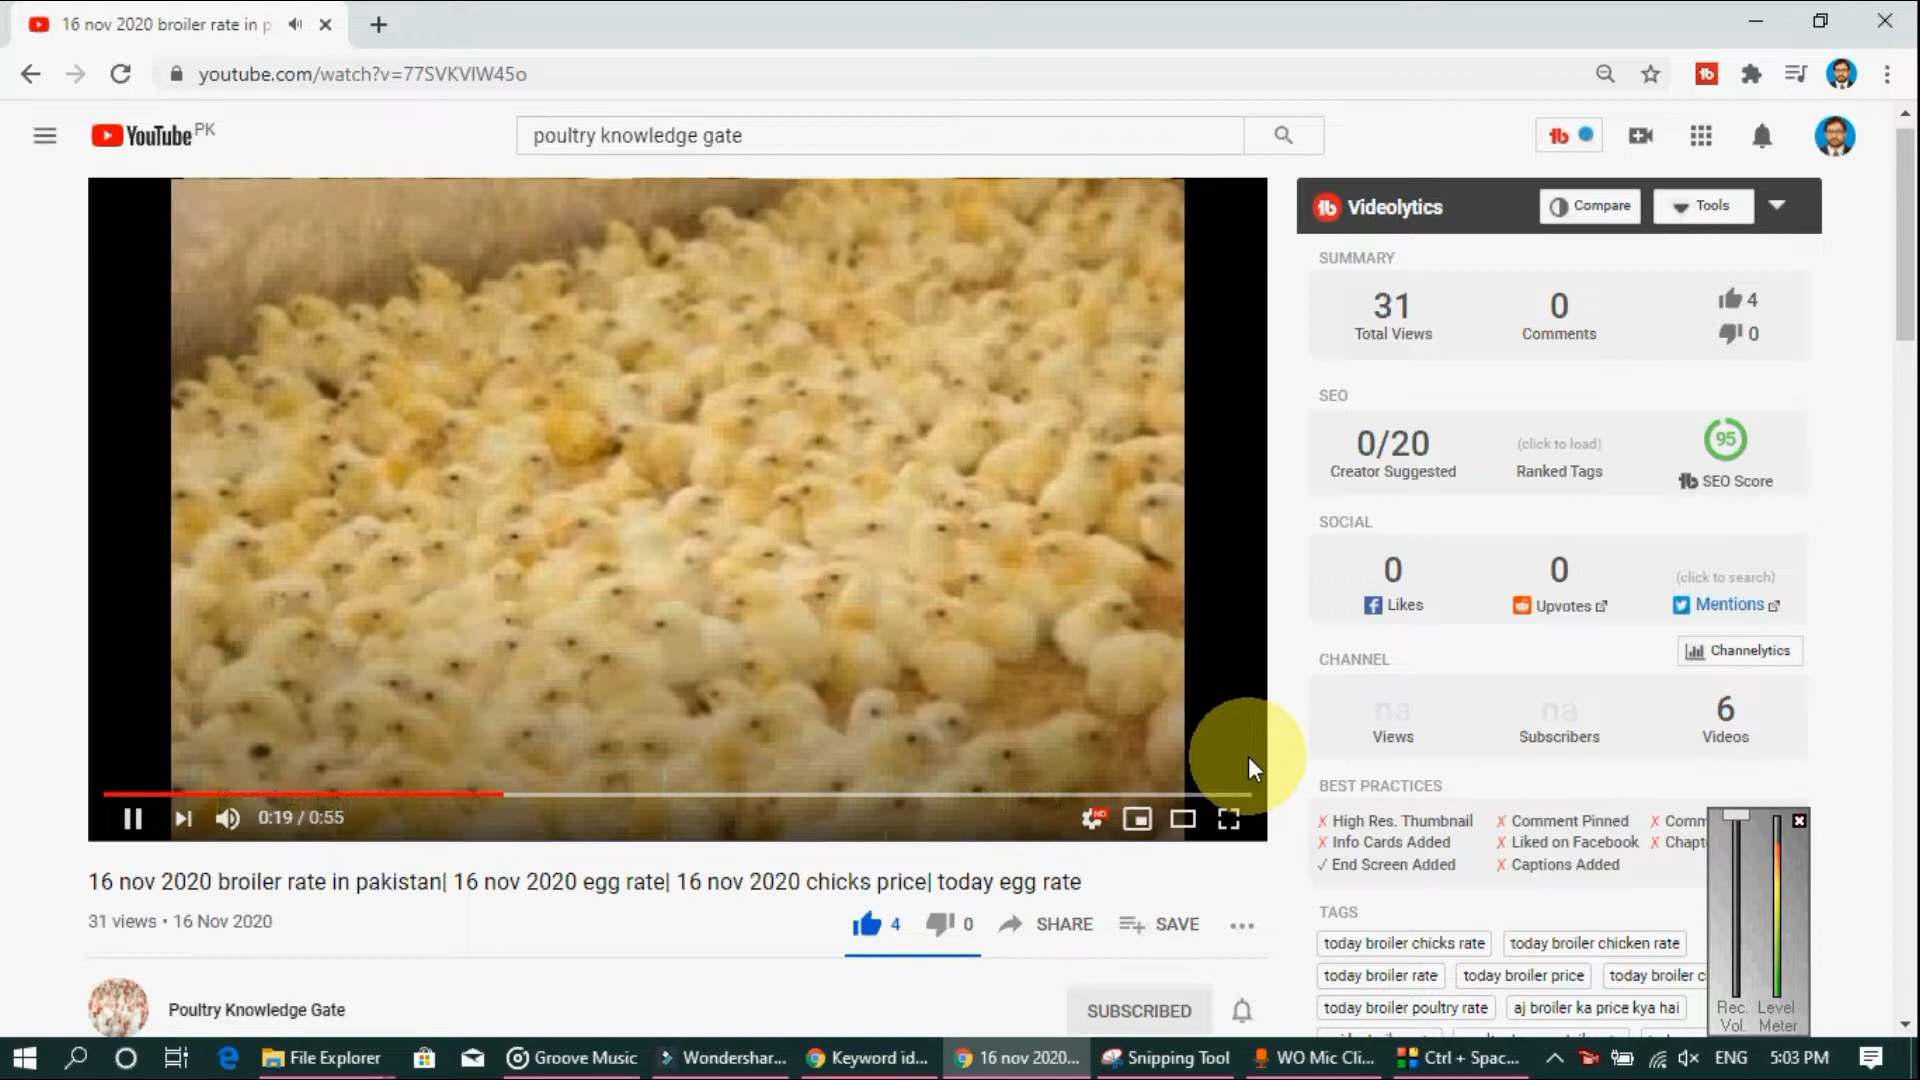 16 nov 2020 broiler rate in p
youtube.com/watch?v=77SVKVlW45o
YouTube PK
poultry knowledge gate
Videolytics
Compare
Tools
SUMMARY
31
0
4
Total Views
Comments
0
SEO
0/20
(click to load)
95
Creator Suggested
Ranked Tags
SEO Score
SOCIAL
0
0
(click to search)
Likes
Upvotes
Mentions
CHANNEL
Channelytics
na
na
6
Views
Subscribers
Videos
BEST PRACTICES
X High Res. Thumbnail
X Comment Pinned
X Comm
X Info Cards Added
X Liked on Facebook
X Chapt
✓ End Screen Added
X Captions Added
TAGS
today broiler chicks rate
today broiler chicken rate
today broiler rate
today broiler price
today broiler c
today broiler poultry rate
aj broiler ka price kya hai
Rec. Vol.
Level Meter
HD
0:19 / 0:55
16 nov 2020 broiler rate in pakistan| 16 nov 2020 egg rate| 16 nov 2020 chicks price| today egg rate
31 views • 16 Nov 2020
4
0
SHARE
SAVE
Poultry Knowledge Gate
SUBSCRIBED
File Explorer
Groove Music
Wondershar...
Keyword id...
16 nov 2020...
Snipping Tool
WO Mic Cli...
Ctrl + Spac...
ENG
5:03 PM